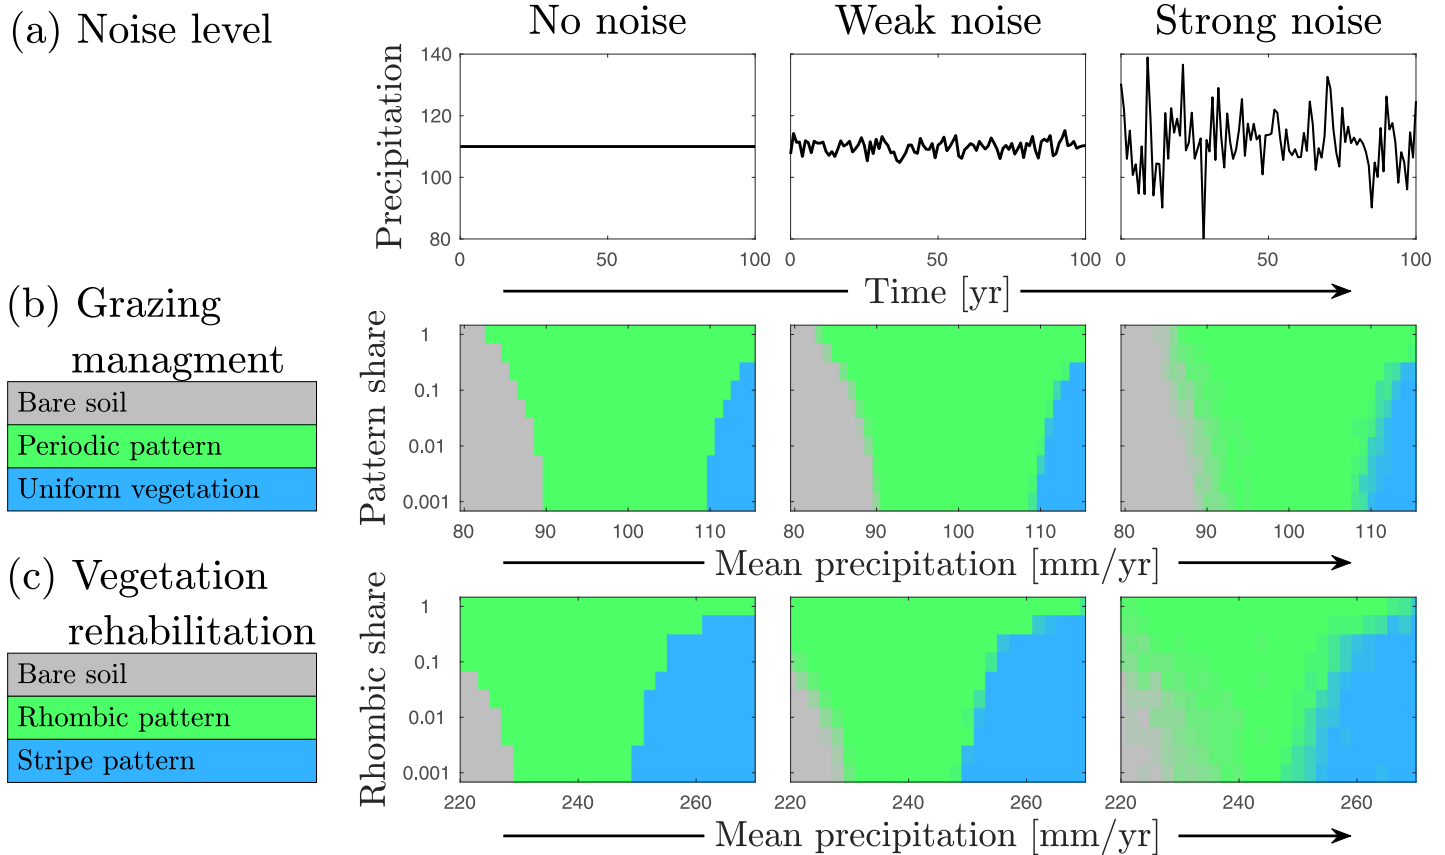 (a) Noise level
No noise
Weak noise
Strong noise
Precipitation
140
120
100
80
0 50 100
0 50 100
0 50 100
Time [yr]
(b) Grazing
managment
Bare soil
Periodic pattern
Uniform vegetation
Pattern share
1
0.1
0.01
0.001
80 90 100 110
80 90 100 110
80 90 100 110
Mean precipitation [mm/yr]
(c) Vegetation
rehabilitation
Bare soil
Rhombic pattern
Stripe pattern
Rhombic share
1
0.1
0.01
0.001
220 240 260
220 240 260
220 240 260
Mean precipitation [mm/yr]